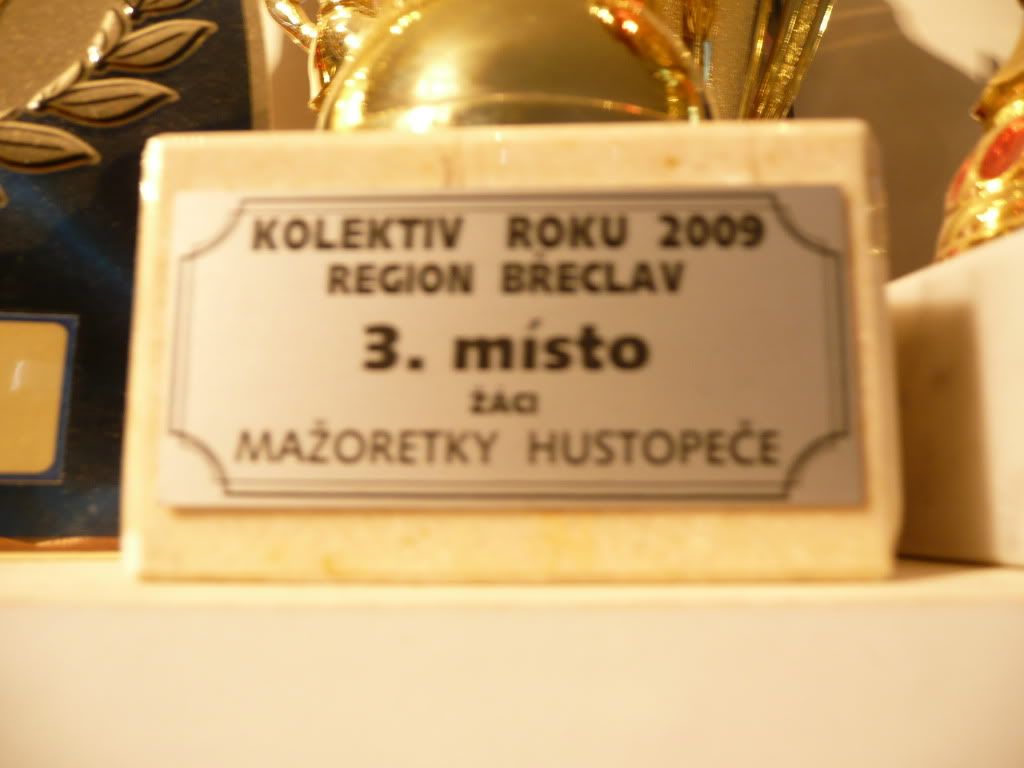 KOLEKTIV ROKU 2009
REGION BŘECLAV
3. místo
ŽÁCI
MAŽORETKY HUSTOPEČE